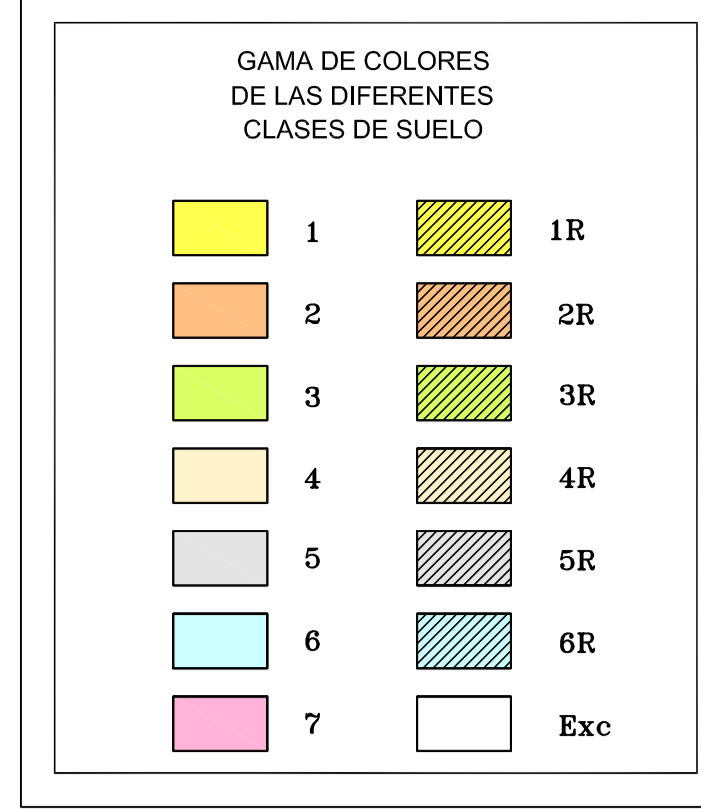 GAMA DE COLORES
DE LAS DIFERENTES
CLASES DE SUELO
1 1R
2 2R
3 3R
4 4R
5 5R
6 6R
7 Exc